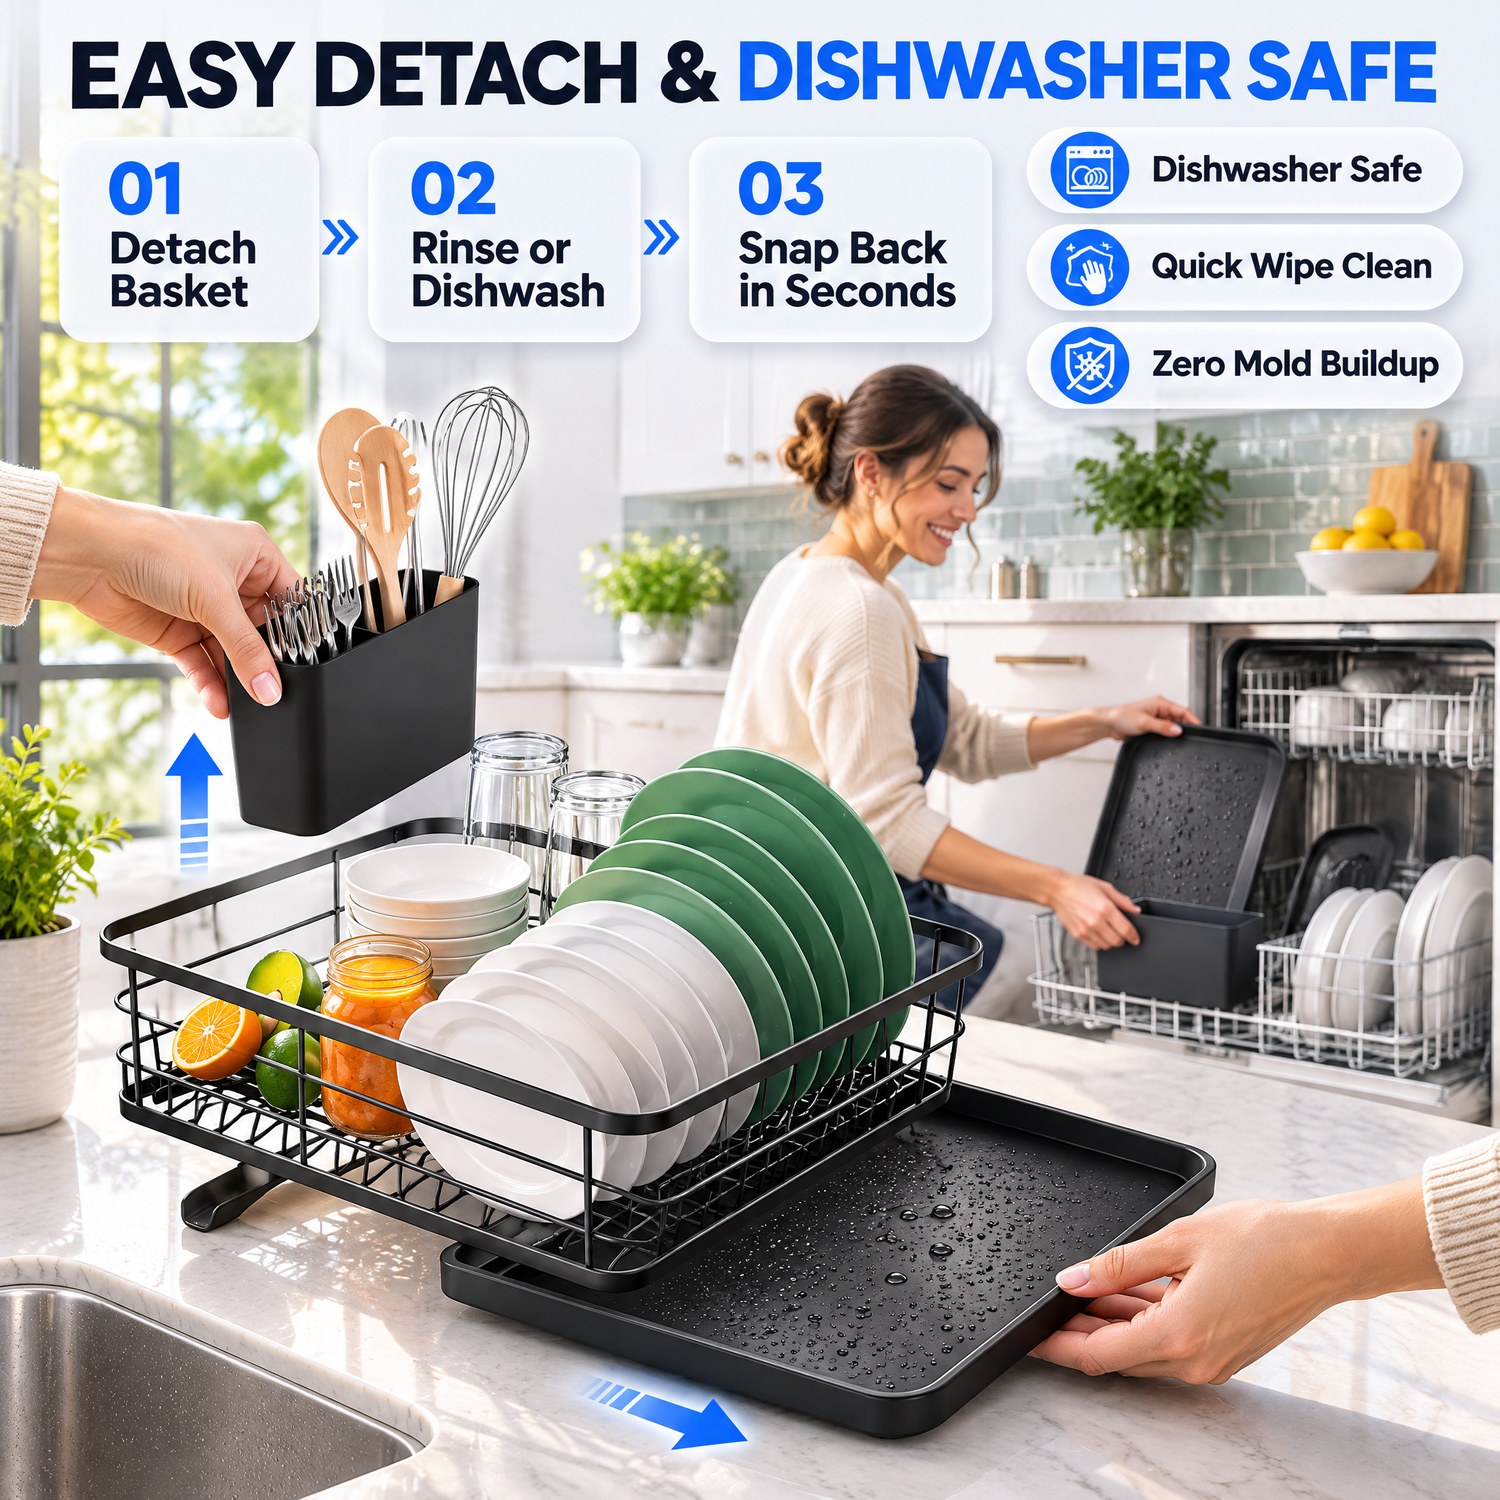 EASY DETACH & DISHWASHER SAFE
01
Detach
Basket
»
02
Rinse or
Dishwash
»
03
Snap Back
in Seconds
Dishwasher Safe
Quick Wipe Clean
Zero Mold Buildup